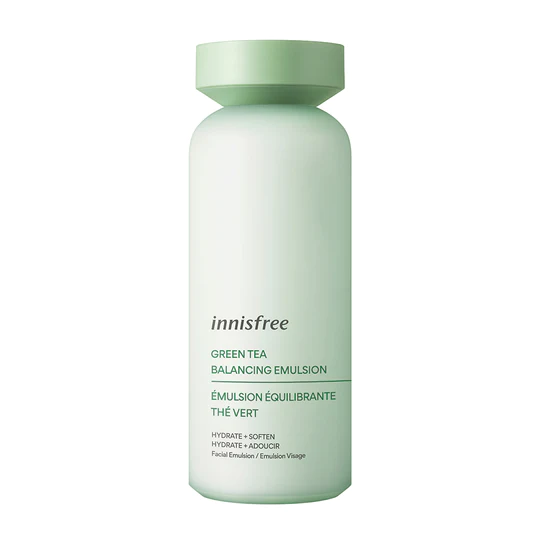 innisfree
GREEN TEA
BALANCING EMULSION
ÉMULSION ÉQUILIBRANTE
THÉ VERT
HYDRATE + SOFTEN
HYDRATE + ADOUCIR
Facial Emulsion / Emulsion Visage